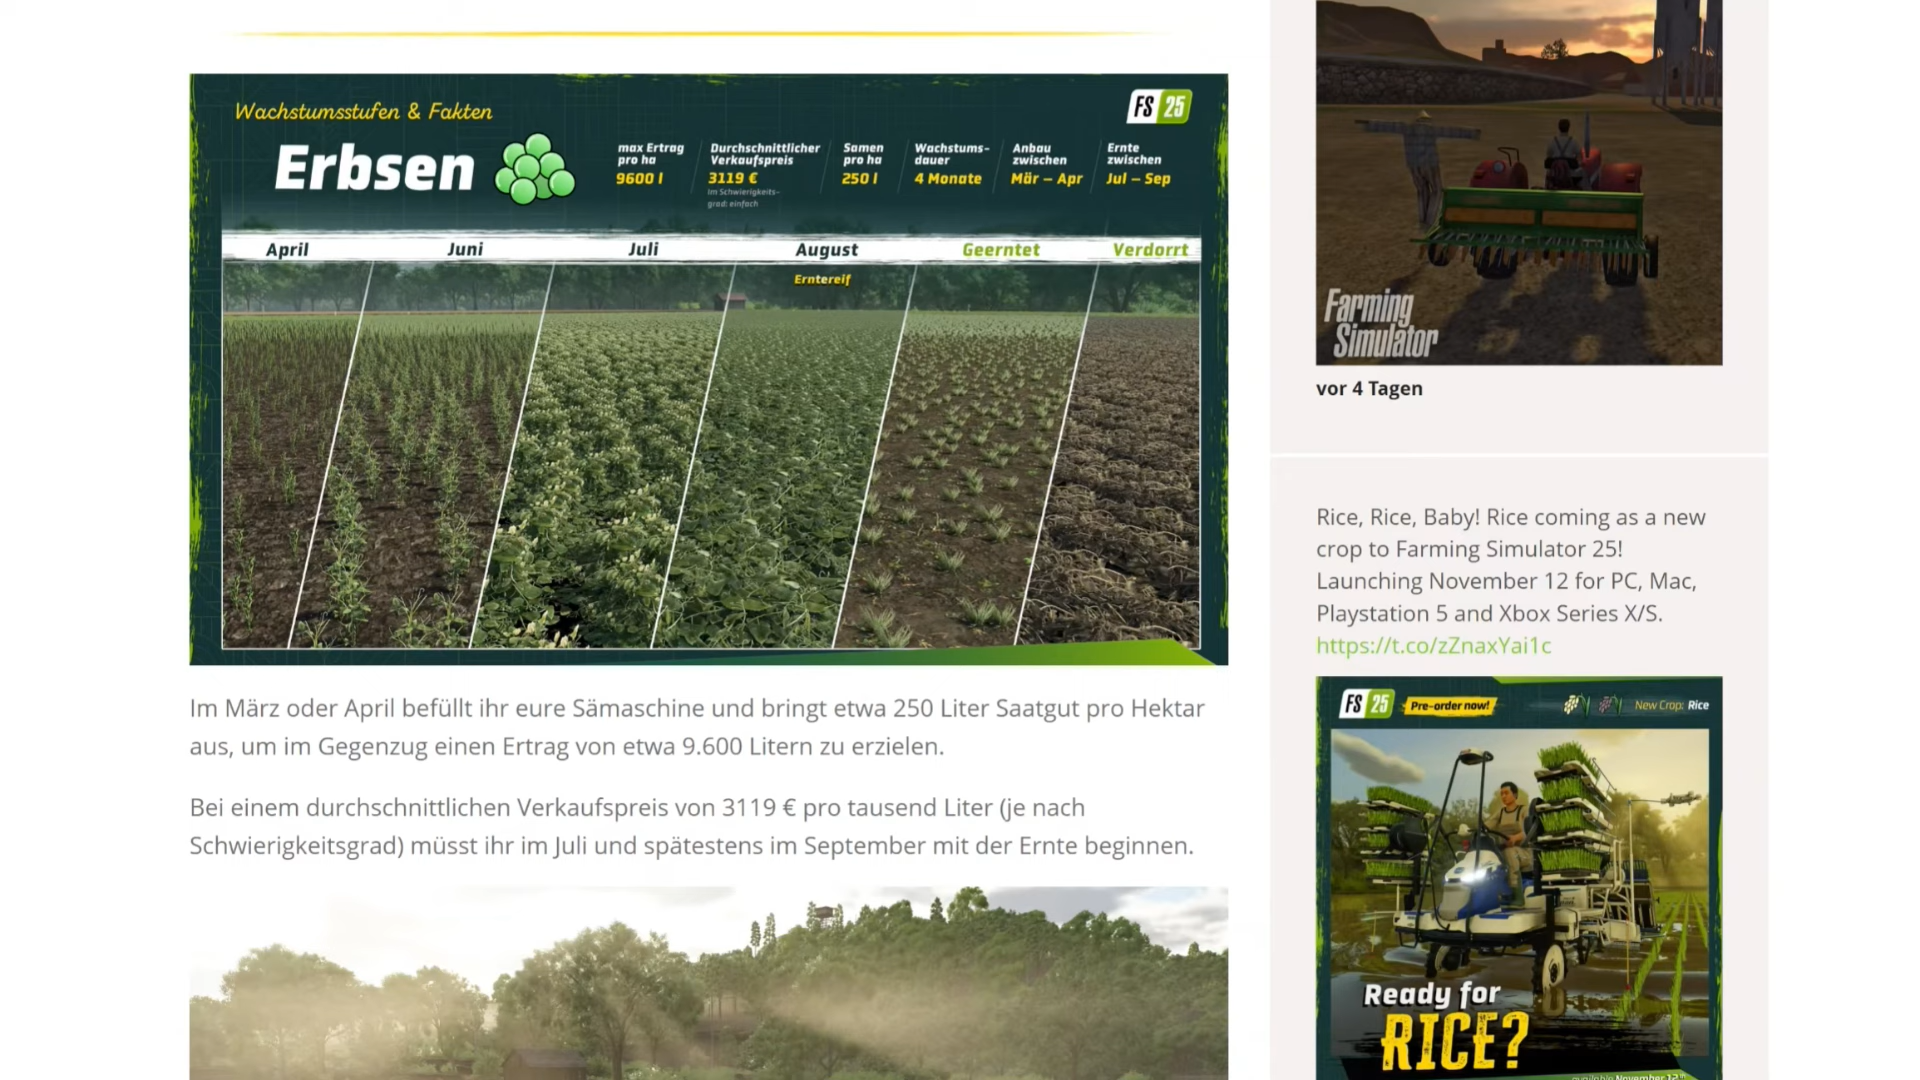 Wachstumsstufen & Fakten
FS 25
Erbsen
max Ertrag pro ha
9600 l
Durchschnittlicher Verkaufspreis
3119 €
im Schwierigkeits-
grad: einfach
Samen pro ha
250 l
Wachstums-
dauer
4 Monate
Anbau zwischen
Mär – Apr
Ernte zwischen
Jul – Sep
April Juni Juli August Geerntet Verdorrt
Erntereif
Im März oder April befüllt ihr eure Sämaschine und bringt etwa 250 Liter Saatgut pro Hektar
aus, um im Gegenzug einen Ertrag von etwa 9.600 Litern zu erzielen.
Bei einem durchschnittlichen Verkaufspreis von 3119 € pro tausend Liter (je nach
Schwierigkeitsgrad) müsst ihr im Juli und spätestens im September mit der Ernte beginnen.
Farming
Simulator
vor 4 Tagen
Rice, Rice, Baby! Rice coming as a new
crop to Farming Simulator 25!
Launching November 12 for PC, Mac,
Playstation 5 and Xbox Series X/S.
https://t.co/zZnaxYai1c
FS 25 Pre-order now! New Crop: Rice
Ready for
RICE?
available November 12th